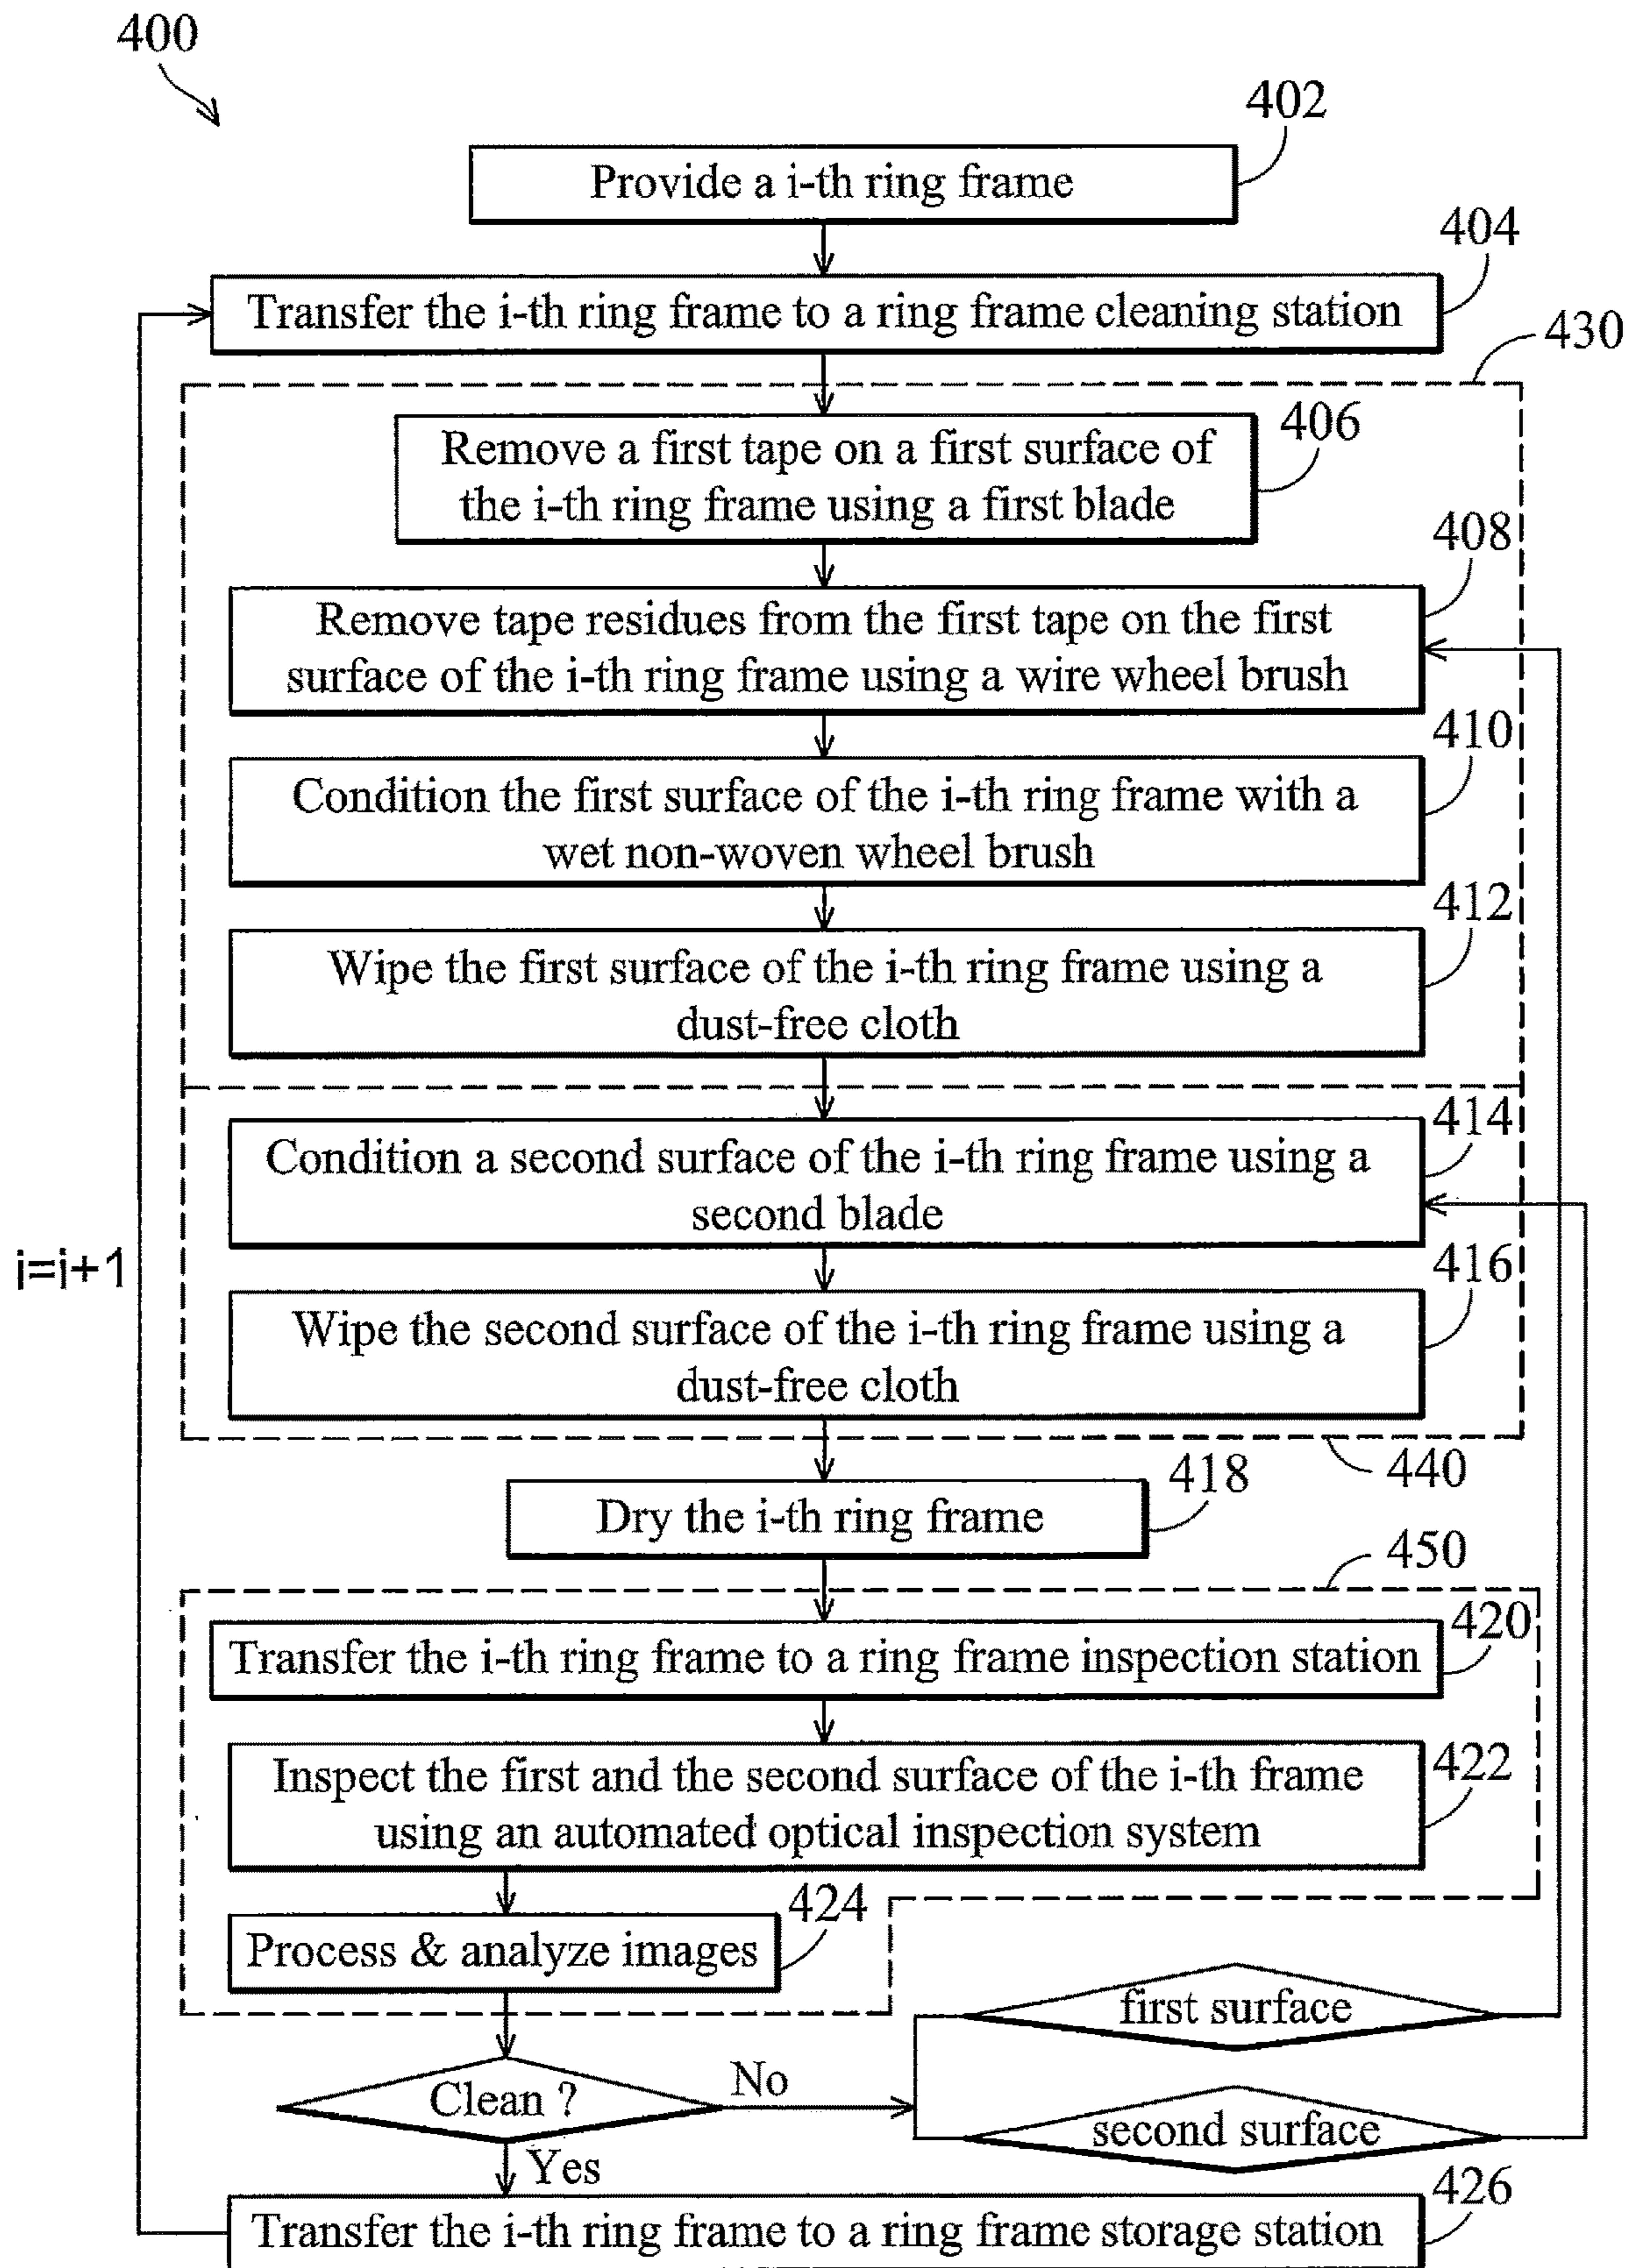 400
402
Provide a i-th ring frame
404
Transfer the i-th ring frame to a ring frame cleaning station
430
406
Remove a first tape on a first surface of
the i-th ring frame using a first blade
408
Remove tape residues from the first tape on the first
surface of the i-th ring frame using a wire wheel brush
410
Condition the first surface of the i-th ring frame with a
wet non-woven wheel brush
412
Wipe the first surface of the i-th ring frame using a
dust-free cloth
414
Condition a second surface of the i-th ring frame using a
second blade
i=i+1
416
Wipe the second surface of the i-th ring frame using a
dust-free cloth
440
418
Dry the i-th ring frame
450
420
Transfer the i-th ring frame to a ring frame inspection station
422
Inspect the first and the second surface of the i-th frame
using an automated optical inspection system
424
Process & analyze images
first surface
Clean ?
No
second surface
Yes
426
Transfer the i-th ring frame to a ring frame storage station